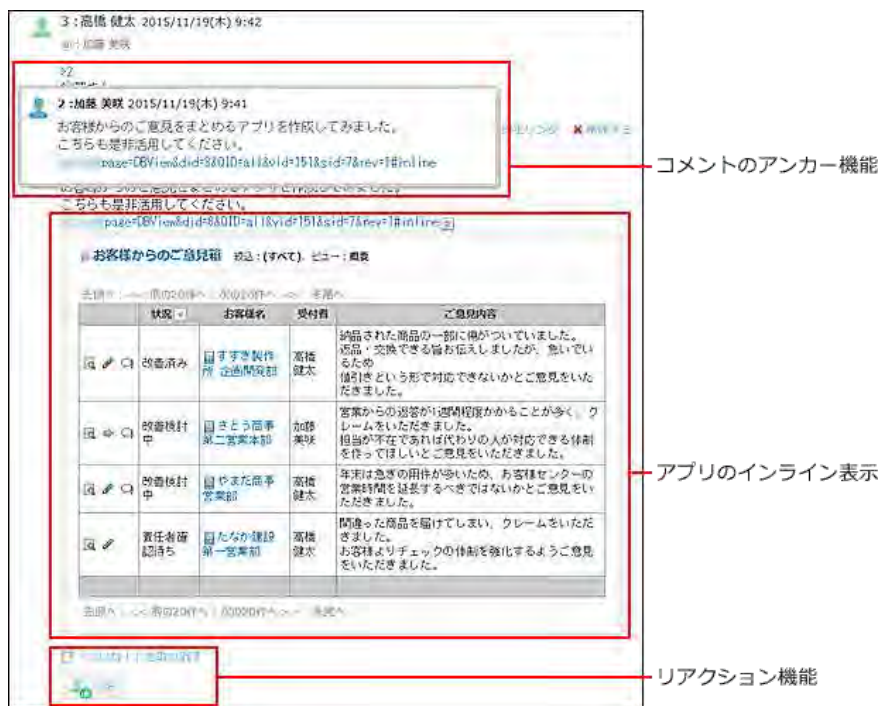 3 : 高橋 健太 2015/11/19(木) 9:42
加藤 美咲
>2
2 :加藤 美咲 2015/11/19(木) 9:41
お客様からのご意見をまとめるアプリを作成してみました。
こちらも是非活用してください。
page=DBView&did=8&QID=all&vid=151&sid=7&rev=1#inline
コメントのアンカー機能
こちらも是非活用してください。
page=DBView&did=8&QID=all&vid=151&sid=7&rev=1#inline
お客様からのご意見箱 絞込 : (すべて) ビュー : 概要
状況 お客様名 受付者 ご意見内容
改善済み
すずき製作所 企画開発部
高橋 健太
納品された商品の一部に傷がついていました。
返品・交換できる旨お伝えしましたが、急いでい
るため
値引きという形で対応できないかとご意見をいた
だきました。
改善検討中
さとう商事 第二営業本部
加藤 美咲
営業からの返答が1週間程度かかることが多く、ク
レームをいただきました。
担当が不在であれば代わりの人が対応できる体制
を作ってほしいとご意見をいただきました。
アプリのインライン表示
改善検討中
やまだ商事 営業部
高橋 健太
年末は急ぎの用件が多いため、お客様センターの
営業時間を延長するべきではないかとご意見をい
ただきました。
責任者確認待ち
たなか建設 第一営業部
高橋 健太
間違った商品を届けてしまい、クレームをいただ
きました。
お客様よりチェックの体制を強化するようご意見
をいただきました。
リアクション機能